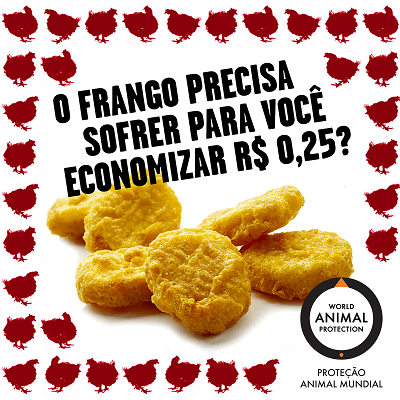 O FRANGO PRECISA
SOFRER PARA VOCÊ
ECONOMIZAR R$ 0,25?
WORLD
ANIMAL
PROTECTION
PROTEÇÃO
ANIMAL MUNDIAL